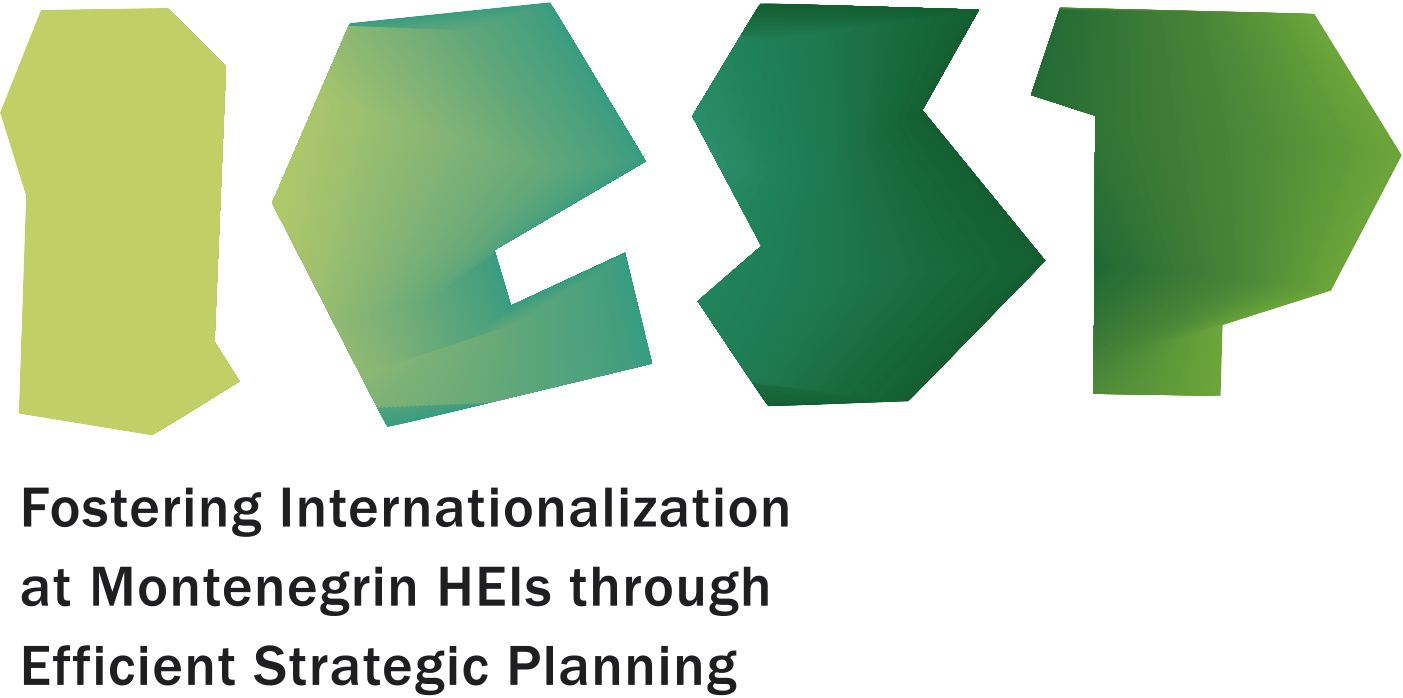 IESP
Fostering Internationalization
at Montenegrin HEIs through
Efficient Strategic Planning